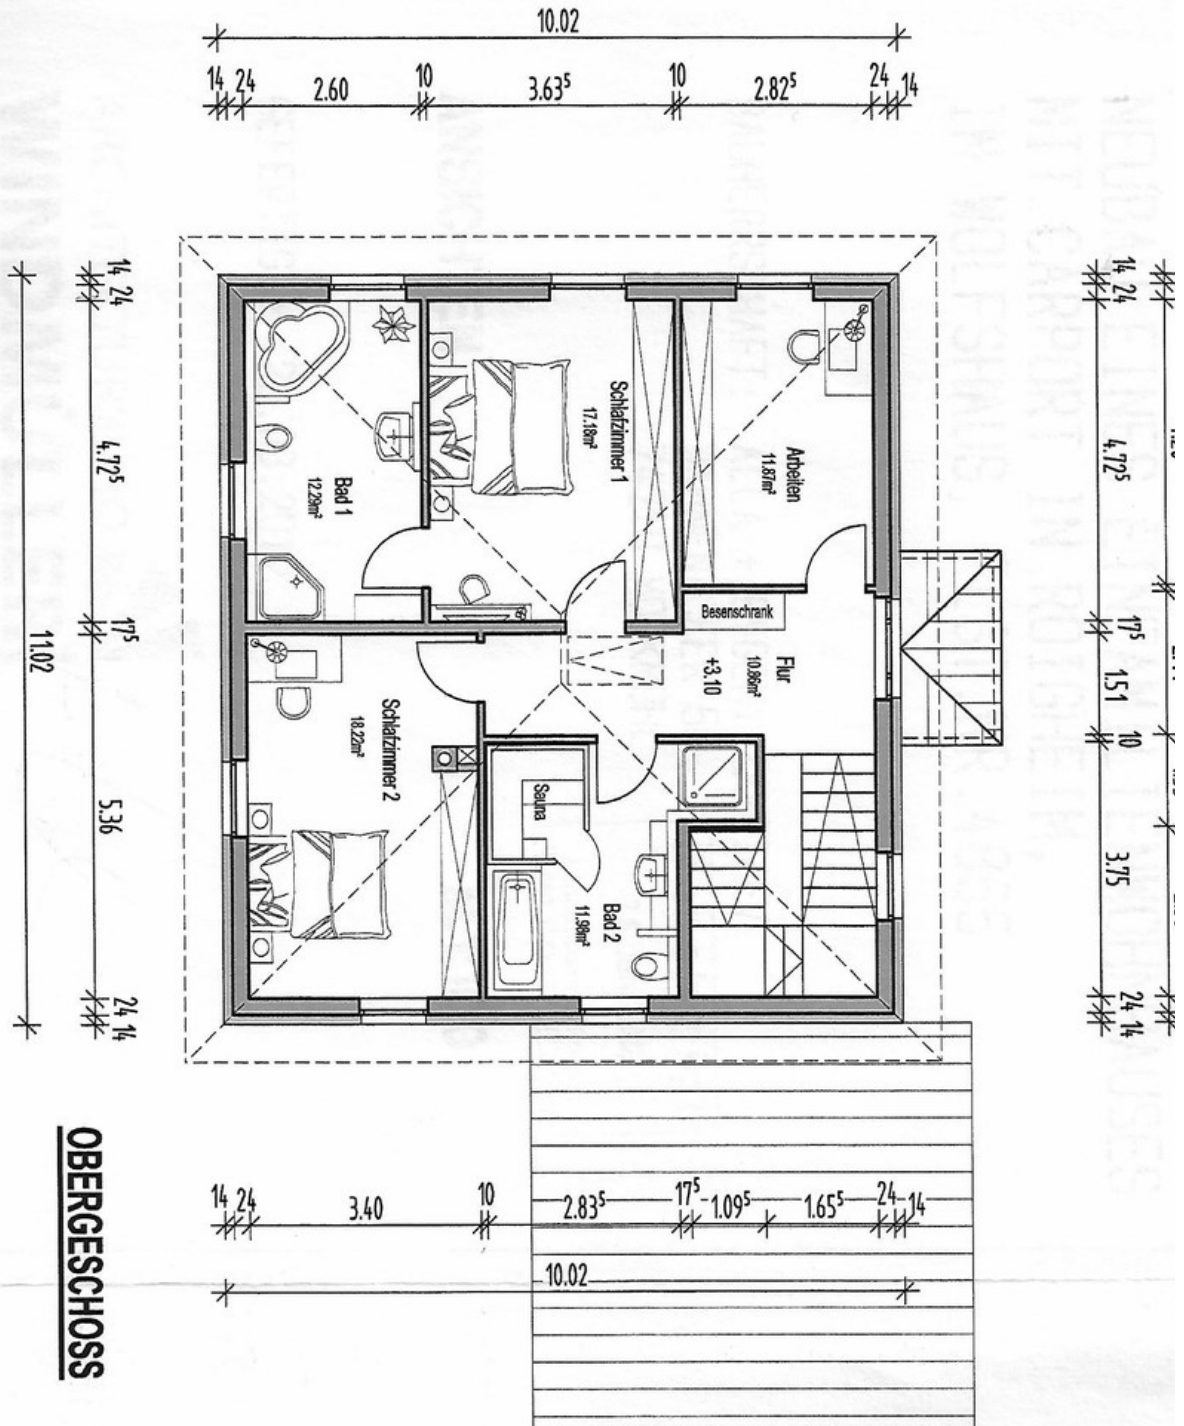 10.02
14 24 2.60 10 3.63⁵ 10 2.82⁵ 24 14
14 24
4.72⁵
17⁵
5.36
24 14
11.02
14 24
4.72⁵
17⁵
1.51
10
3.75
24 14
Bad 1
12.29m²
Schlafzimmer 1
17.18m²
Arbeiten
11.87m²
Besenschrank
Flur
10.86m²
+3.10
Schlafzimmer 2
18.22m²
Sauna
Bad 2
11.98m²
14 24 3.40 10 2.83⁵ 17⁵ 1.09⁵ 1.65⁵ 24 14
10.02
OBERGESCHOSS